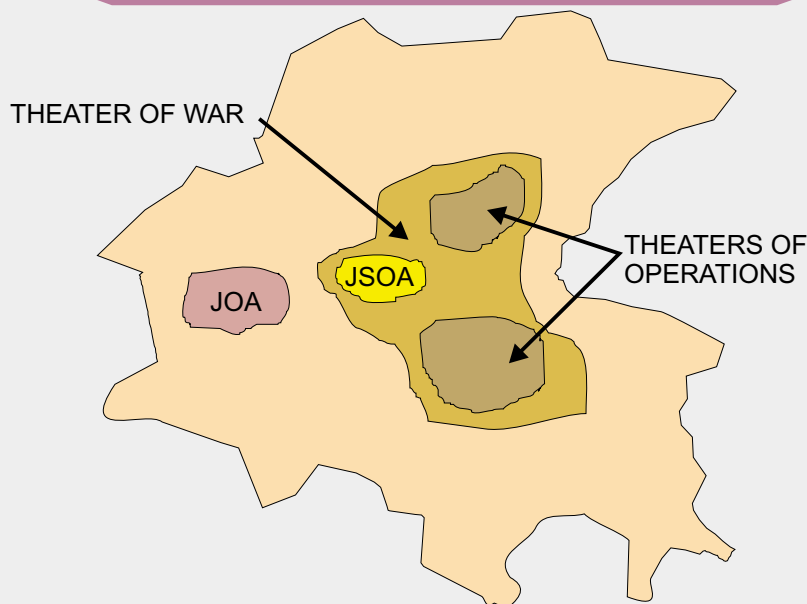 THEATER OF WAR
THEATERS OF
OPERATIONS
JSOA
JOA